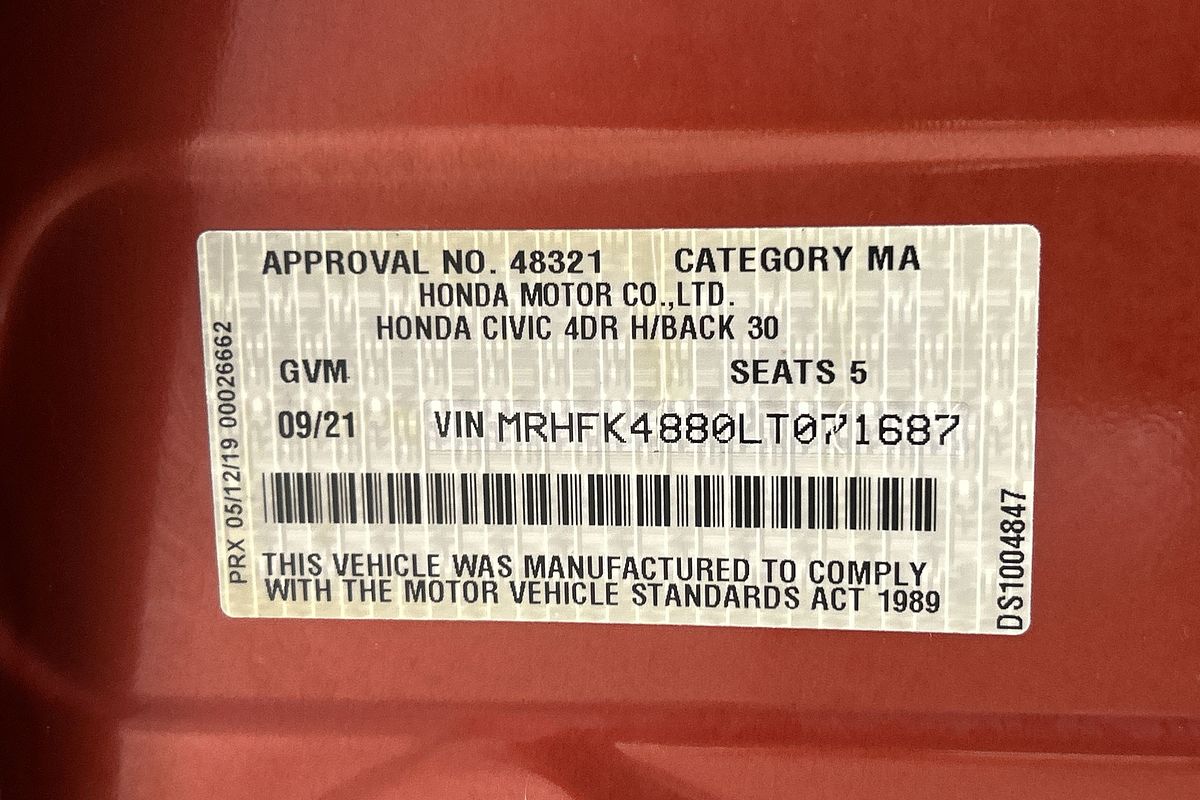 APPROVAL NO. 48321 CATEGORY MA
HONDA MOTOR CO.,LTD.
HONDA CIVIC 4DR H/BACK 30
GVM SEATS 5
09/21 VIN MRHFK4880LT071687
THIS VEHICLE WAS MANUFACTURED TO COMPLY
WITH THE MOTOR VEHICLE STANDARDS ACT 1989
PRX 05/12/19 00026662
DS1004847